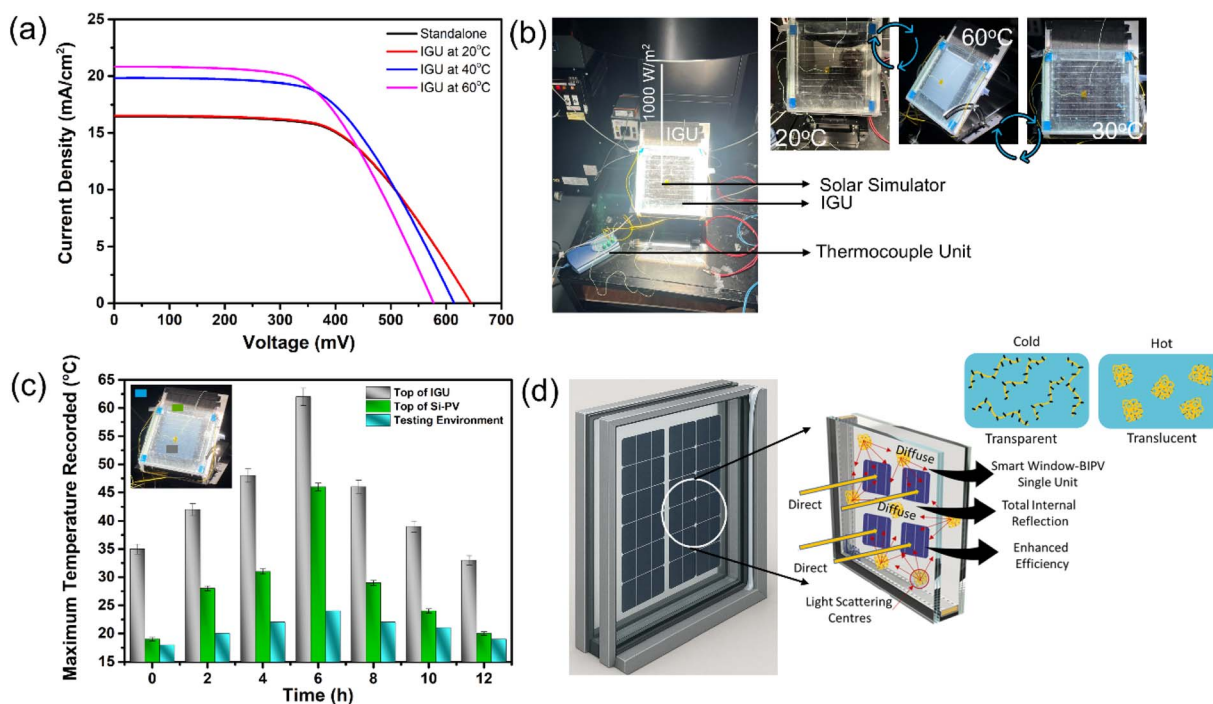 (a)
25
20
15
10
5
0
0 100 200 300 400 500 600 700
Current Density (mA/cm²)
Voltage (mV)
Standalone
IGU at 20°C
IGU at 40°C
IGU at 60°C
(b)
1000 W/m²
IGU
20°C
60°C
30°C
Solar Simulator
IGU
Thermocouple Unit
(c)
65
60
55
50
45
40
35
30
25
20
15
0 2 4 6 8 10 12
Maximum Temperature Recorded (°C)
Time (h)
Top of IGU
Top of Si-PV
Testing Environment
(d)
Cold
Hot
Transparent
Translucent
Diffuse
Direct
Diffuse
Direct
Light Scattering
Centres
Smart Window-BIPV
Single Unit
Total Internal
Reflection
Enhanced
Efficiency